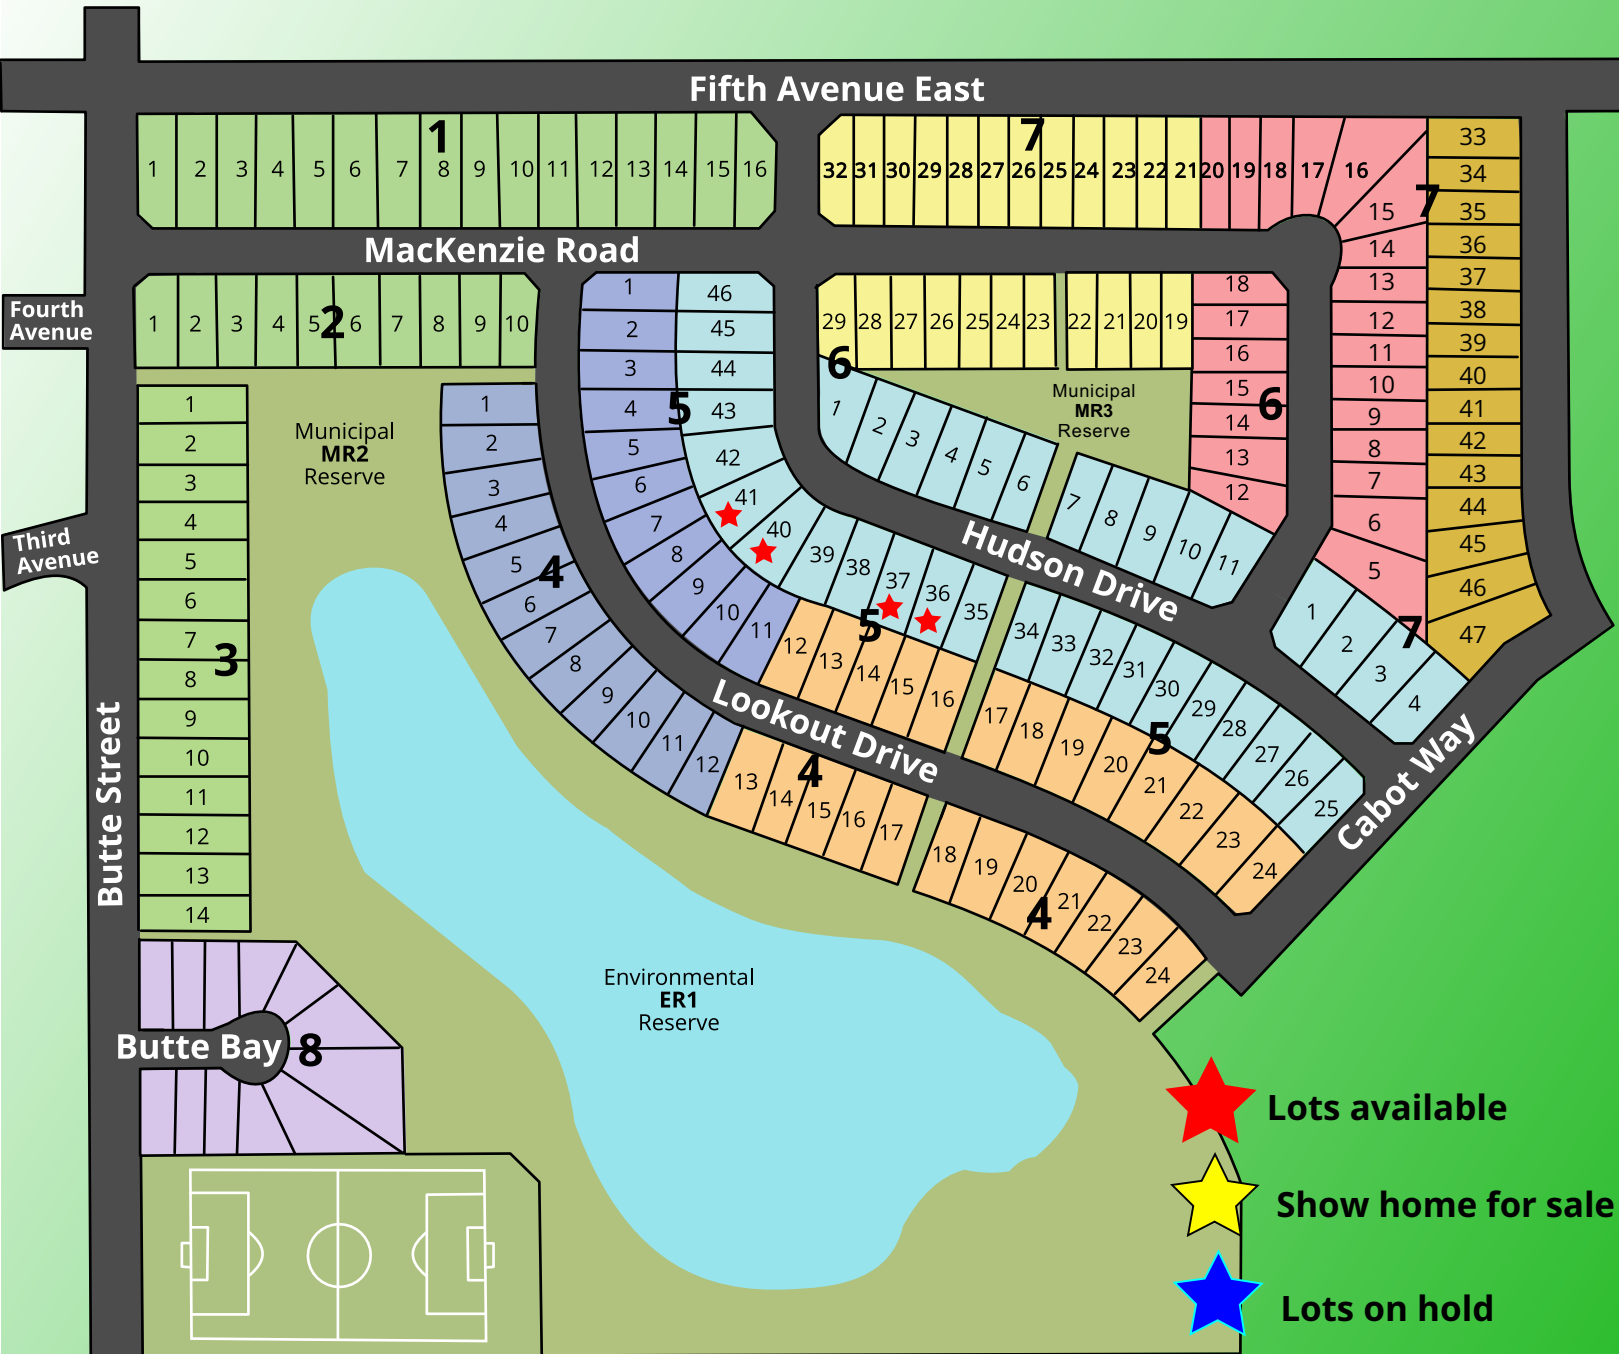 Fifth Avenue East
1
1 2 3 4 5 6 7 8 9 10 11 12 13 14 15 16
7
32 31 30 29 28 27 26 25 24 23 22 21 20 19 18 17 16
15
14
13
12
11
10
9
8
7
6
5
7
33
34
35
36
37
38
39
40
41
42
43
44
45
46
47
MacKenzie Road
Fourth
Avenue
2
1 2 3 4 5 6 7 8 9 10
5
1
2
3
4
5
6
7
8
9
10
11
46
45
44
43
42
41
40
39
38
37
36
35
6
29 28 27 26 25 24 23 22 21 20 19
18
17
16
15
14
13
12
6
Municipal
MR3
Reserve
1 2 3 4 5 6 7 8 9 10 11
Hudson Drive
Third
Avenue
Municipal
MR2
Reserve
3
1
2
3
4
5
6
7
8
9
10
11
12
13
14
4
1
2
3
4
5
6
7
8
9
10
11
12
5
12 13 14 15 16
34 33 32 31 30 29 28 27 26 25
5
17 18 19 20 21 22 23 24
7
1 2 3 4
Lookout Drive
4
13 14 15 16 17
4
18 19 20 21 22 23 24
Cabot Way
Butte Street
Environmental
ER1
Reserve
Butte Bay
8
Lots available
Show home for sale
Lots on hold